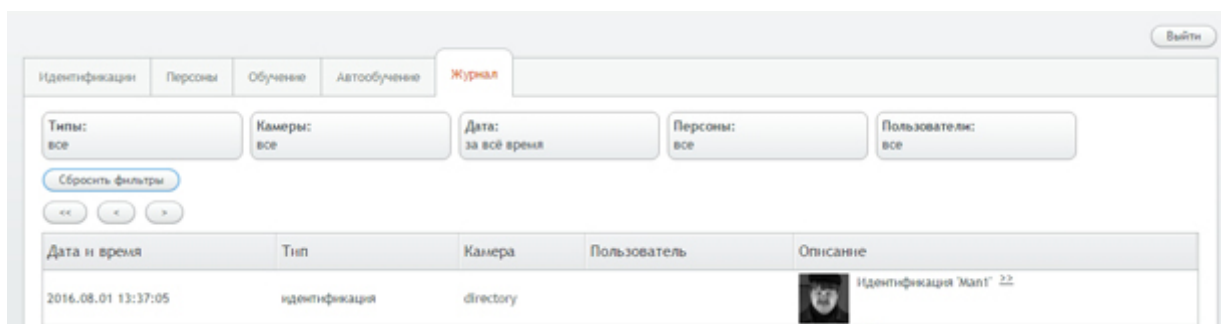 Выйти
Идентификации Персоны Обучение Автообучение Журнал
Типы: Камеры: Дата: Персоны: Пользователи:
все все за всё время все все
Сбросить фильтры
<< < >
Дата и время Тип Камера Пользователь Описание
2016.08.01 13:37:05 идентификация directory Идентификация "Man1" >>